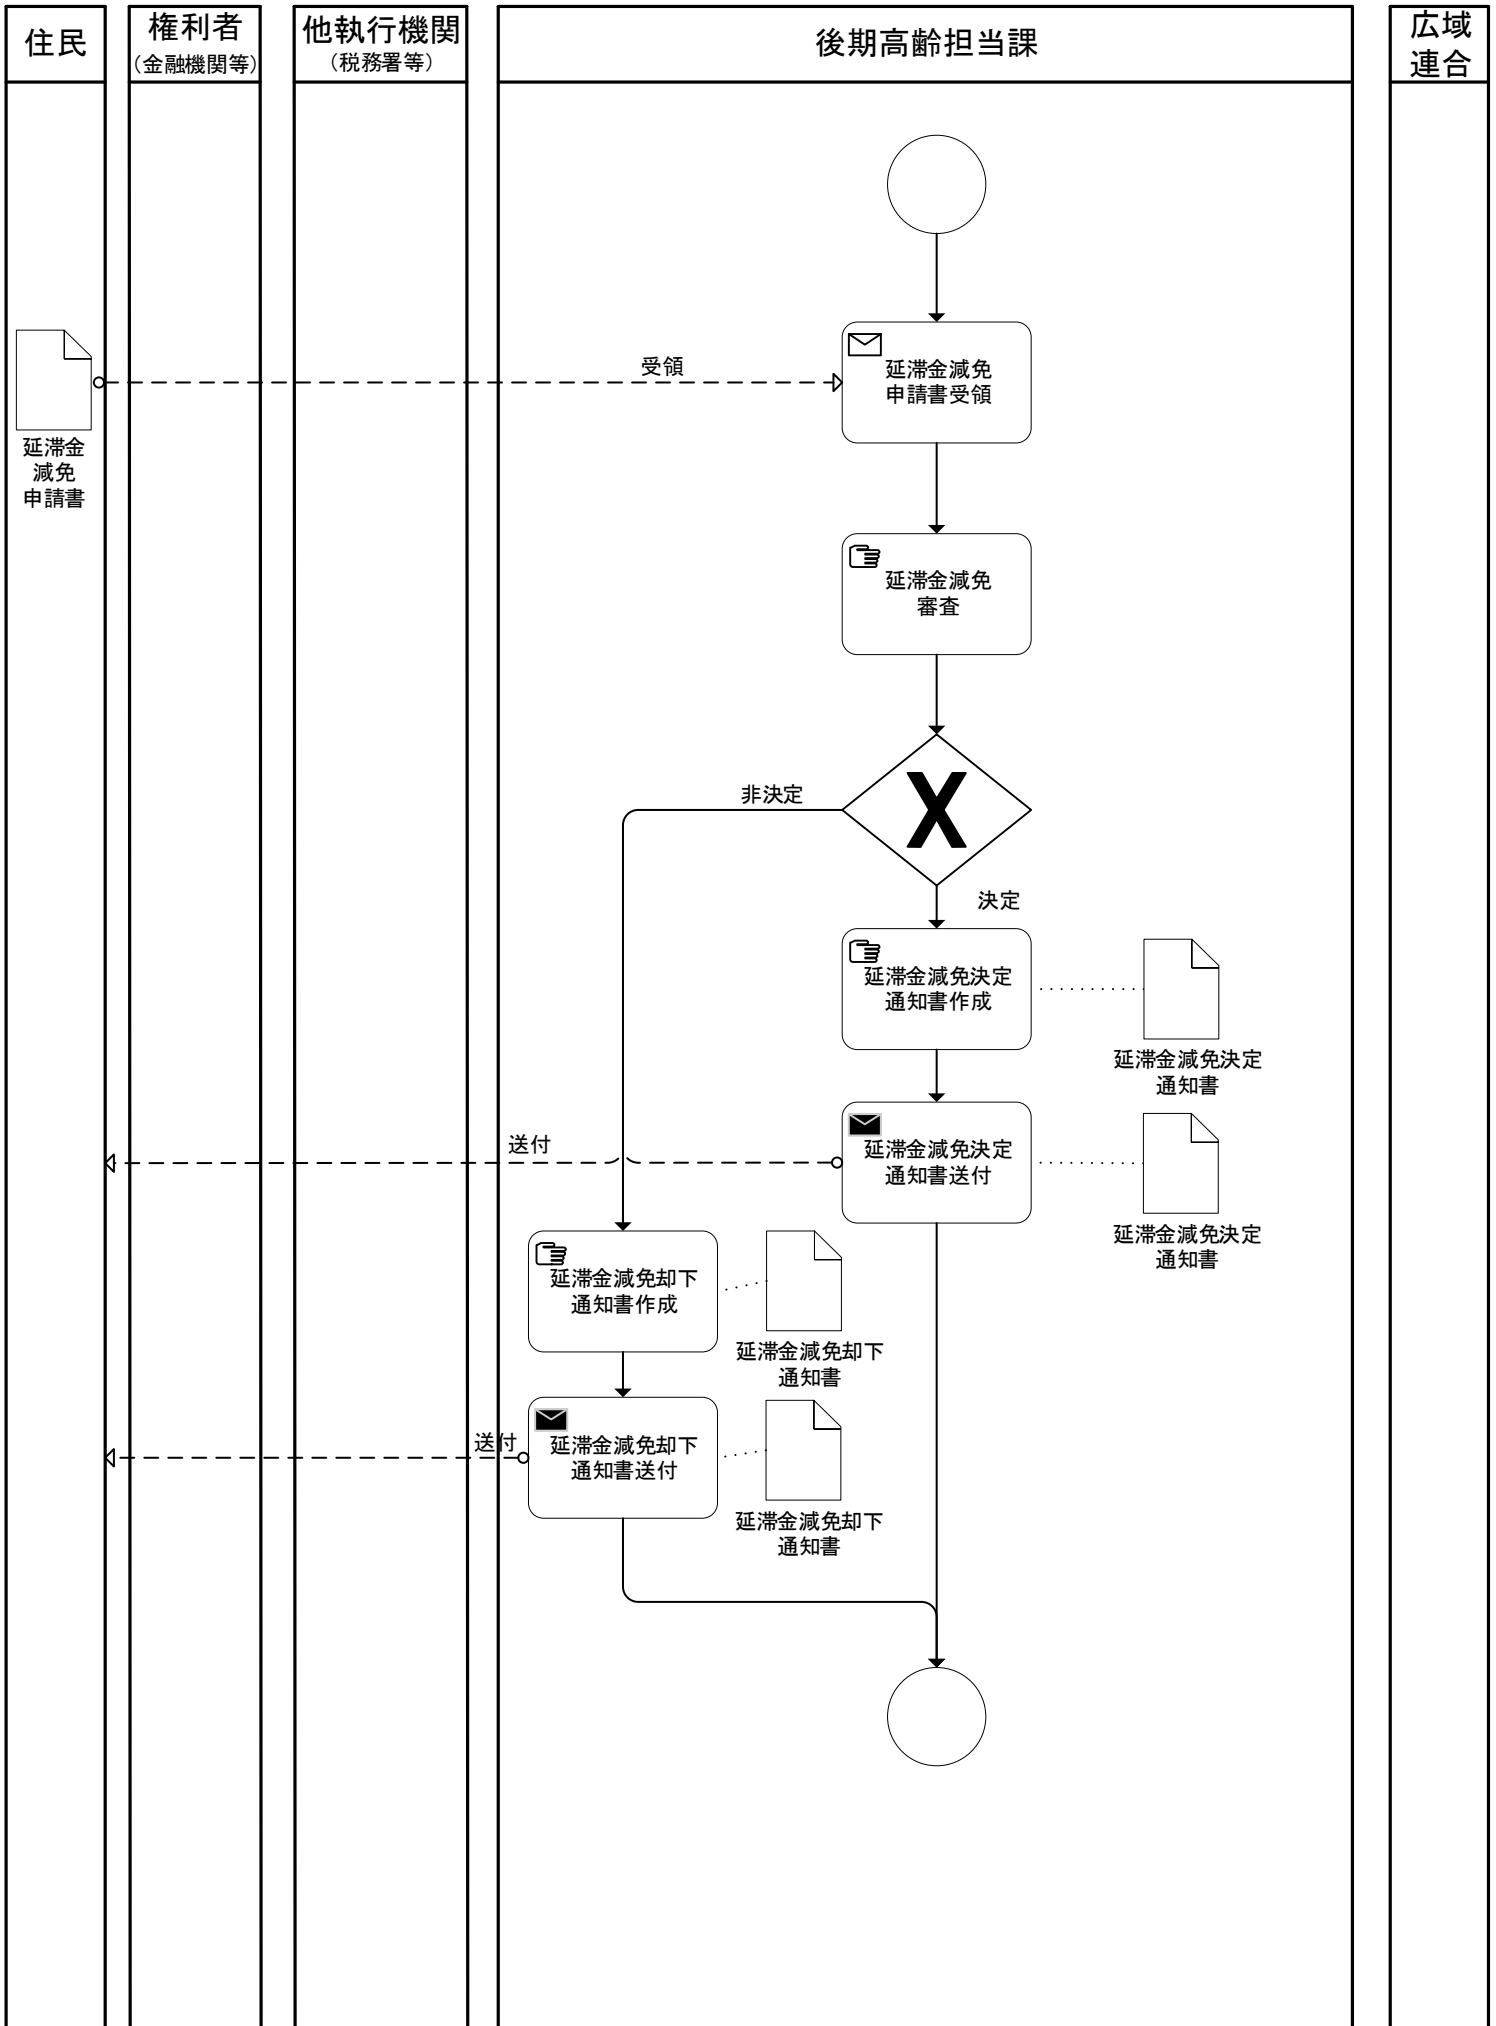 住民
権利者
（金融機関等）
他執行機関
（税務署等）
後期高齢担当課
広域
連合
受領
延滞金減免
申請書受領
延滞金
減免
申請書
延滞金減免
審査
非決定
X
決定
延滞金減免決定
通知書作成
延滞金減免決定
通知書
送付
延滞金減免決定
通知書送付
延滞金減免決定
通知書
延滞金減免却下
通知書作成
延滞金減免却下
通知書
送付
延滞金減免却下
通知書送付
延滞金減免却下
通知書